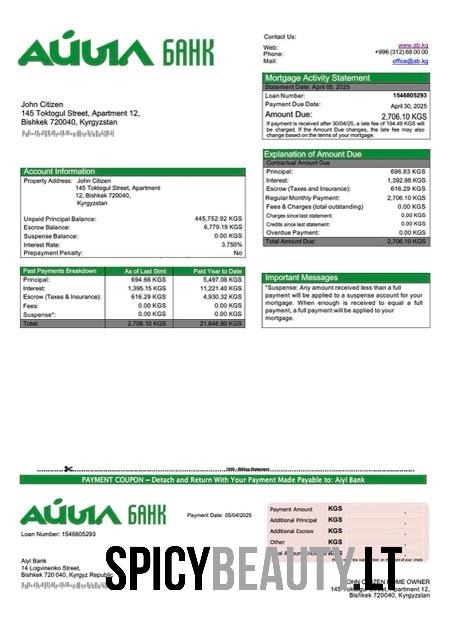 АЙЫЛ БАНК
Contact Us:
Web: www.ab.kg
Phone: +996 (312) 68 00 00
Mail: office@ab.kg
Mortgage Activity Statement
Statement Date: April 05, 2025
Loan Number: 1546805293
Payment Due Date: April 30, 2025
Amount Due: 2,706.10 KGS
If payment is received after 30/04/25, a late fee of 104.49 KGS will
be charged. If the Amount Due changes, the late fee may also
change based on the terms of your mortgage.
John Citizen
145 Toktogul Street, Apartment 12,
Bishkek 720040, Kyrgyzstan
Explanation of Amount Due
Contractual Amount Due
Principal: 696.83 KGS
Interest: 1,392.98 KGS
Escrow (Taxes and Insurance): 616.29 KGS
Regular Monthly Payment: 2,706.10 KGS
Fees & Charges (total outstanding) 0.00 KGS
Charges since last statement: 0.00 KGS
Credits since last statement: 0.00 KGS
Overdue Payment: 0.00 KGS
Total Amount Due: 2,706.10 KGS
Account Information
Property Address: John Citizen
145 Toktogul Street, Apartment
12, Bishkek 720040,
Kyrgyzstan
Unpaid Principal Balance: 445,752.92 KGS
Escrow Balance: 6,779.19 KGS
Suspense Balance: 0.00 KGS
Interest Rate: 3.750%
Prepayment Penalty: No
Past Payments Breakdown As of Last Stmt Paid Year to Date
Principal: 694.66 KGS 5,497.08 KGS
Interest: 1,395.15 KGS 11,221.40 KGS
Escrow (Taxes & Insurance): 616.29 KGS 4,930.32 KGS
Fees: 0.00 KGS 0.00 KGS
Suspense*: 0.00 KGS 0.00 KGS
Total: 2,706.10 KGS 21,648.80 KGS
Important Messages
*Suspense: Any amount received less than a full
payment will be applied to a suspense account for your
mortgage. When enough is received to equal a full
payment, a full payment will be applied to your
mortgage.
PAYMENT COUPON – Detach and Return With Your Payment Made Payable to: Aiyl Bank
АЙЫЛ БАНК
Payment Date: 05/04/2025
Loan Number: 1546805293
Payment Amount KGS
Additional Principal KGS
Additional Escrow KGS
Other KGS
Aiyl Bank
14 Logvinenko Street,
Bishkek 720 040, Kyrgyz Republic
SPICYBEAUTY.LT
JOHN CITIZEN HOME OWNER
145 Toktogul Street, Apartment 12,
Bishkek 720040, Kyrgyzstan